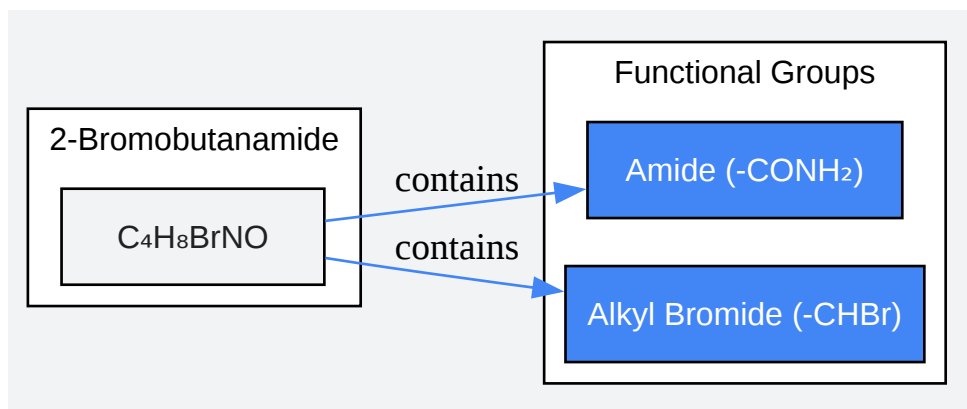 2-Bromobutanamide
C₄H₈BrNO
contains
contains
Functional Groups
Amide (-CONH₂)
Alkyl Bromide (-CHBr)